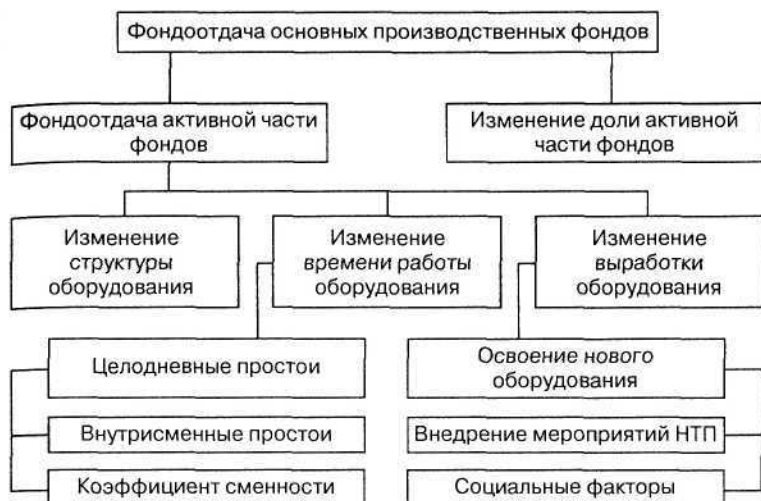 Фондоотдача основных производственных фондов
Фондоотдача активной части
фондов
Изменение доли активной
части фондов
Изменение
структуры
оборудования
Изменение
времени работы
оборудования
Изменение
выработки
оборудования
Целодневные простои
Внутрисменные простои
Коэффициент сменности
Освоение нового
оборудования
Внедрение мероприятий НТП
Социальные факторы